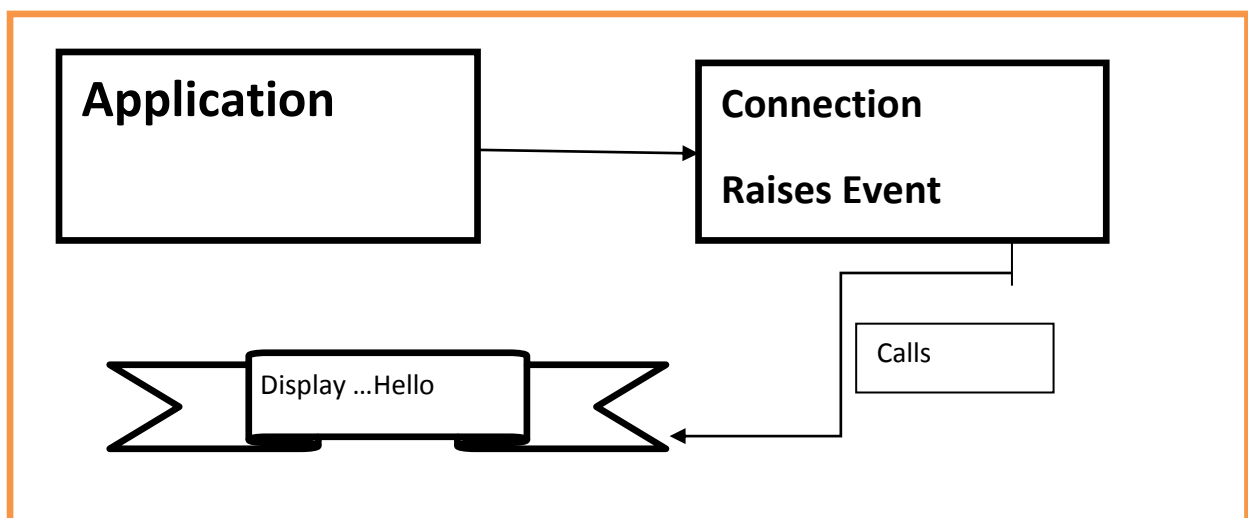 Application
Connection
Raises Event
Calls
Display ...Hello